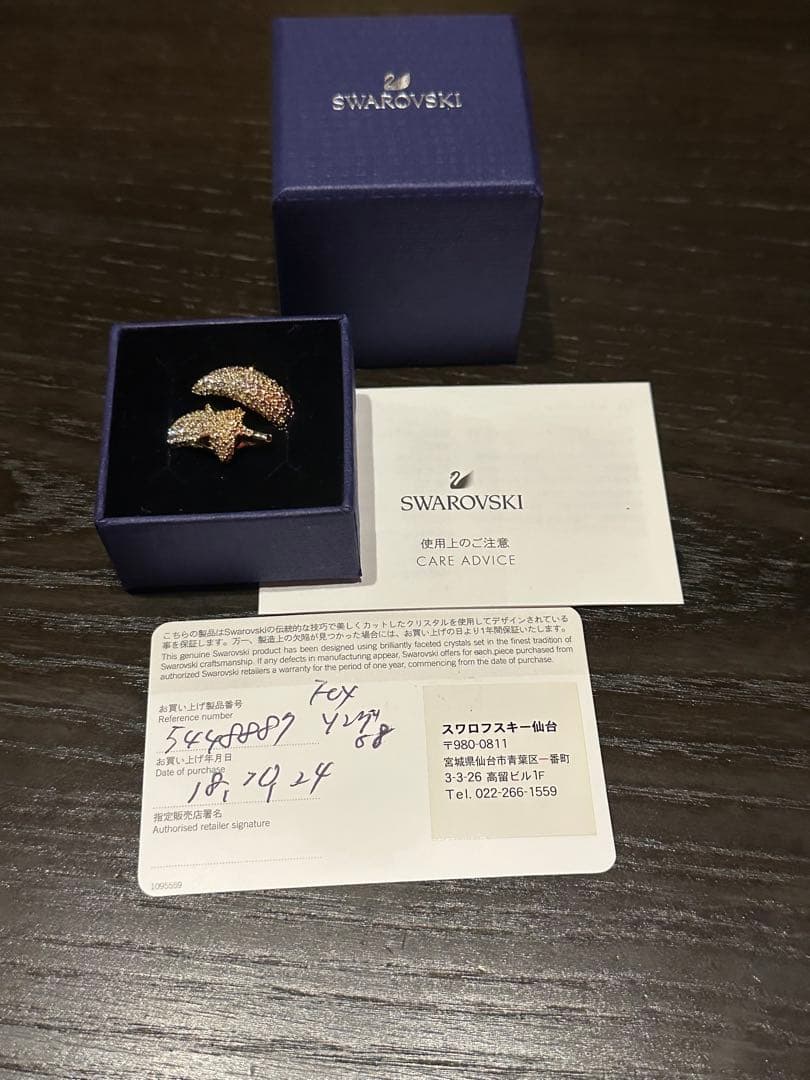 SWAROVSKI
SWAROVSKI
使用上のご注意
CARE ADVICE
こちらの製品はSwarovskiの伝統的な技巧で美しくカットしたクリスタルを使用してデザインされている
事を保証します。万一、製造上の欠陥が見つかった場合には、お買い上げの日より1年間保証いたします。
This genuine Swarovski product has been designed using brilliantly faceted crystals set in the finest tradition of
Swarovski craftsmanship. If any defects in manufacturing appear, Swarovski offers for each piece purchased from
authorized Swarovski retailers a warranty for the period of one year, commencing from the date of purchase.
お買い上げ製品番号
Reference number
5448887
リング
58
お買い上げ年月日
Date of purchase
18, 10, 24
指定販売店署名
Authorised retailer signature
1095559
スワロフスキー仙台
〒980-0811
宮城県仙台市青葉区一番町
3-3-26 高留ビル1F
Tel. 022-266-1559